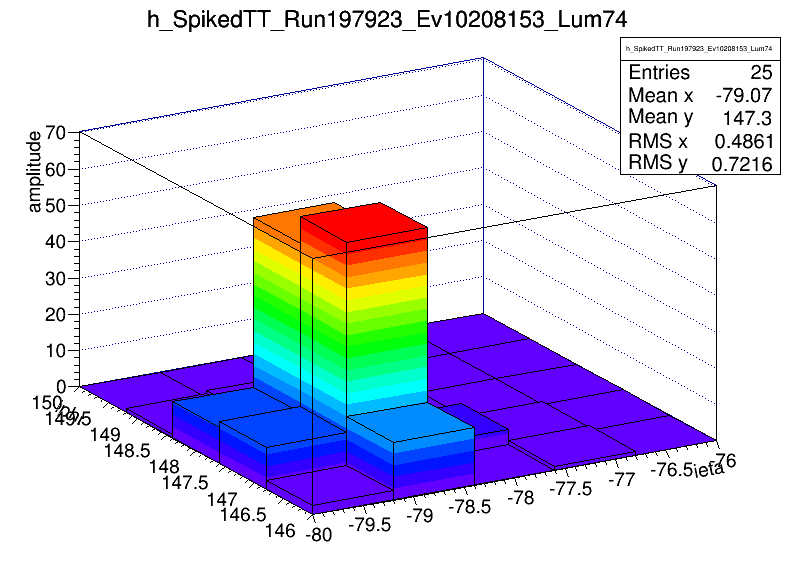 h_SpikedTT_Run197923_Ev10208153_Lum74
h_SpikedTT_Run197923_Ev10208153_Lum74
Entries 25
Mean x -79.07
Mean y 147.3
RMS x 0.4861
RMS y 0.7216
amplitude
70
60
50
40
30
20
10
0
150
149.5
149
148.5
148
147.5
147
146.5
146
-80
-79.5
-79
-78.5
-78
-77.5
-77
-76.5
-76
ieta